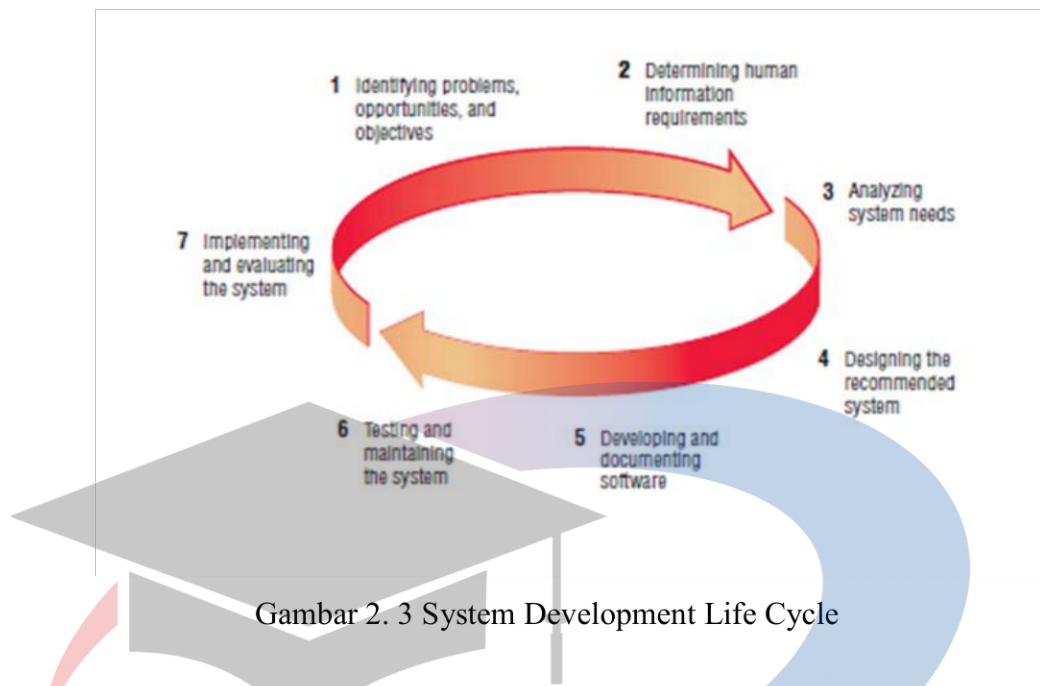 1 Identifying problems,
opportunities, and
objectives
2 Determining human
information
requirements
3 Analyzing
system needs
4 Designing the
recommended
system
5 Developing and
documenting
software
6 Testing and
maintaining
the system
7 Implementing
and evaluating
the system
Gambar 2. 3 System Development Life Cycle